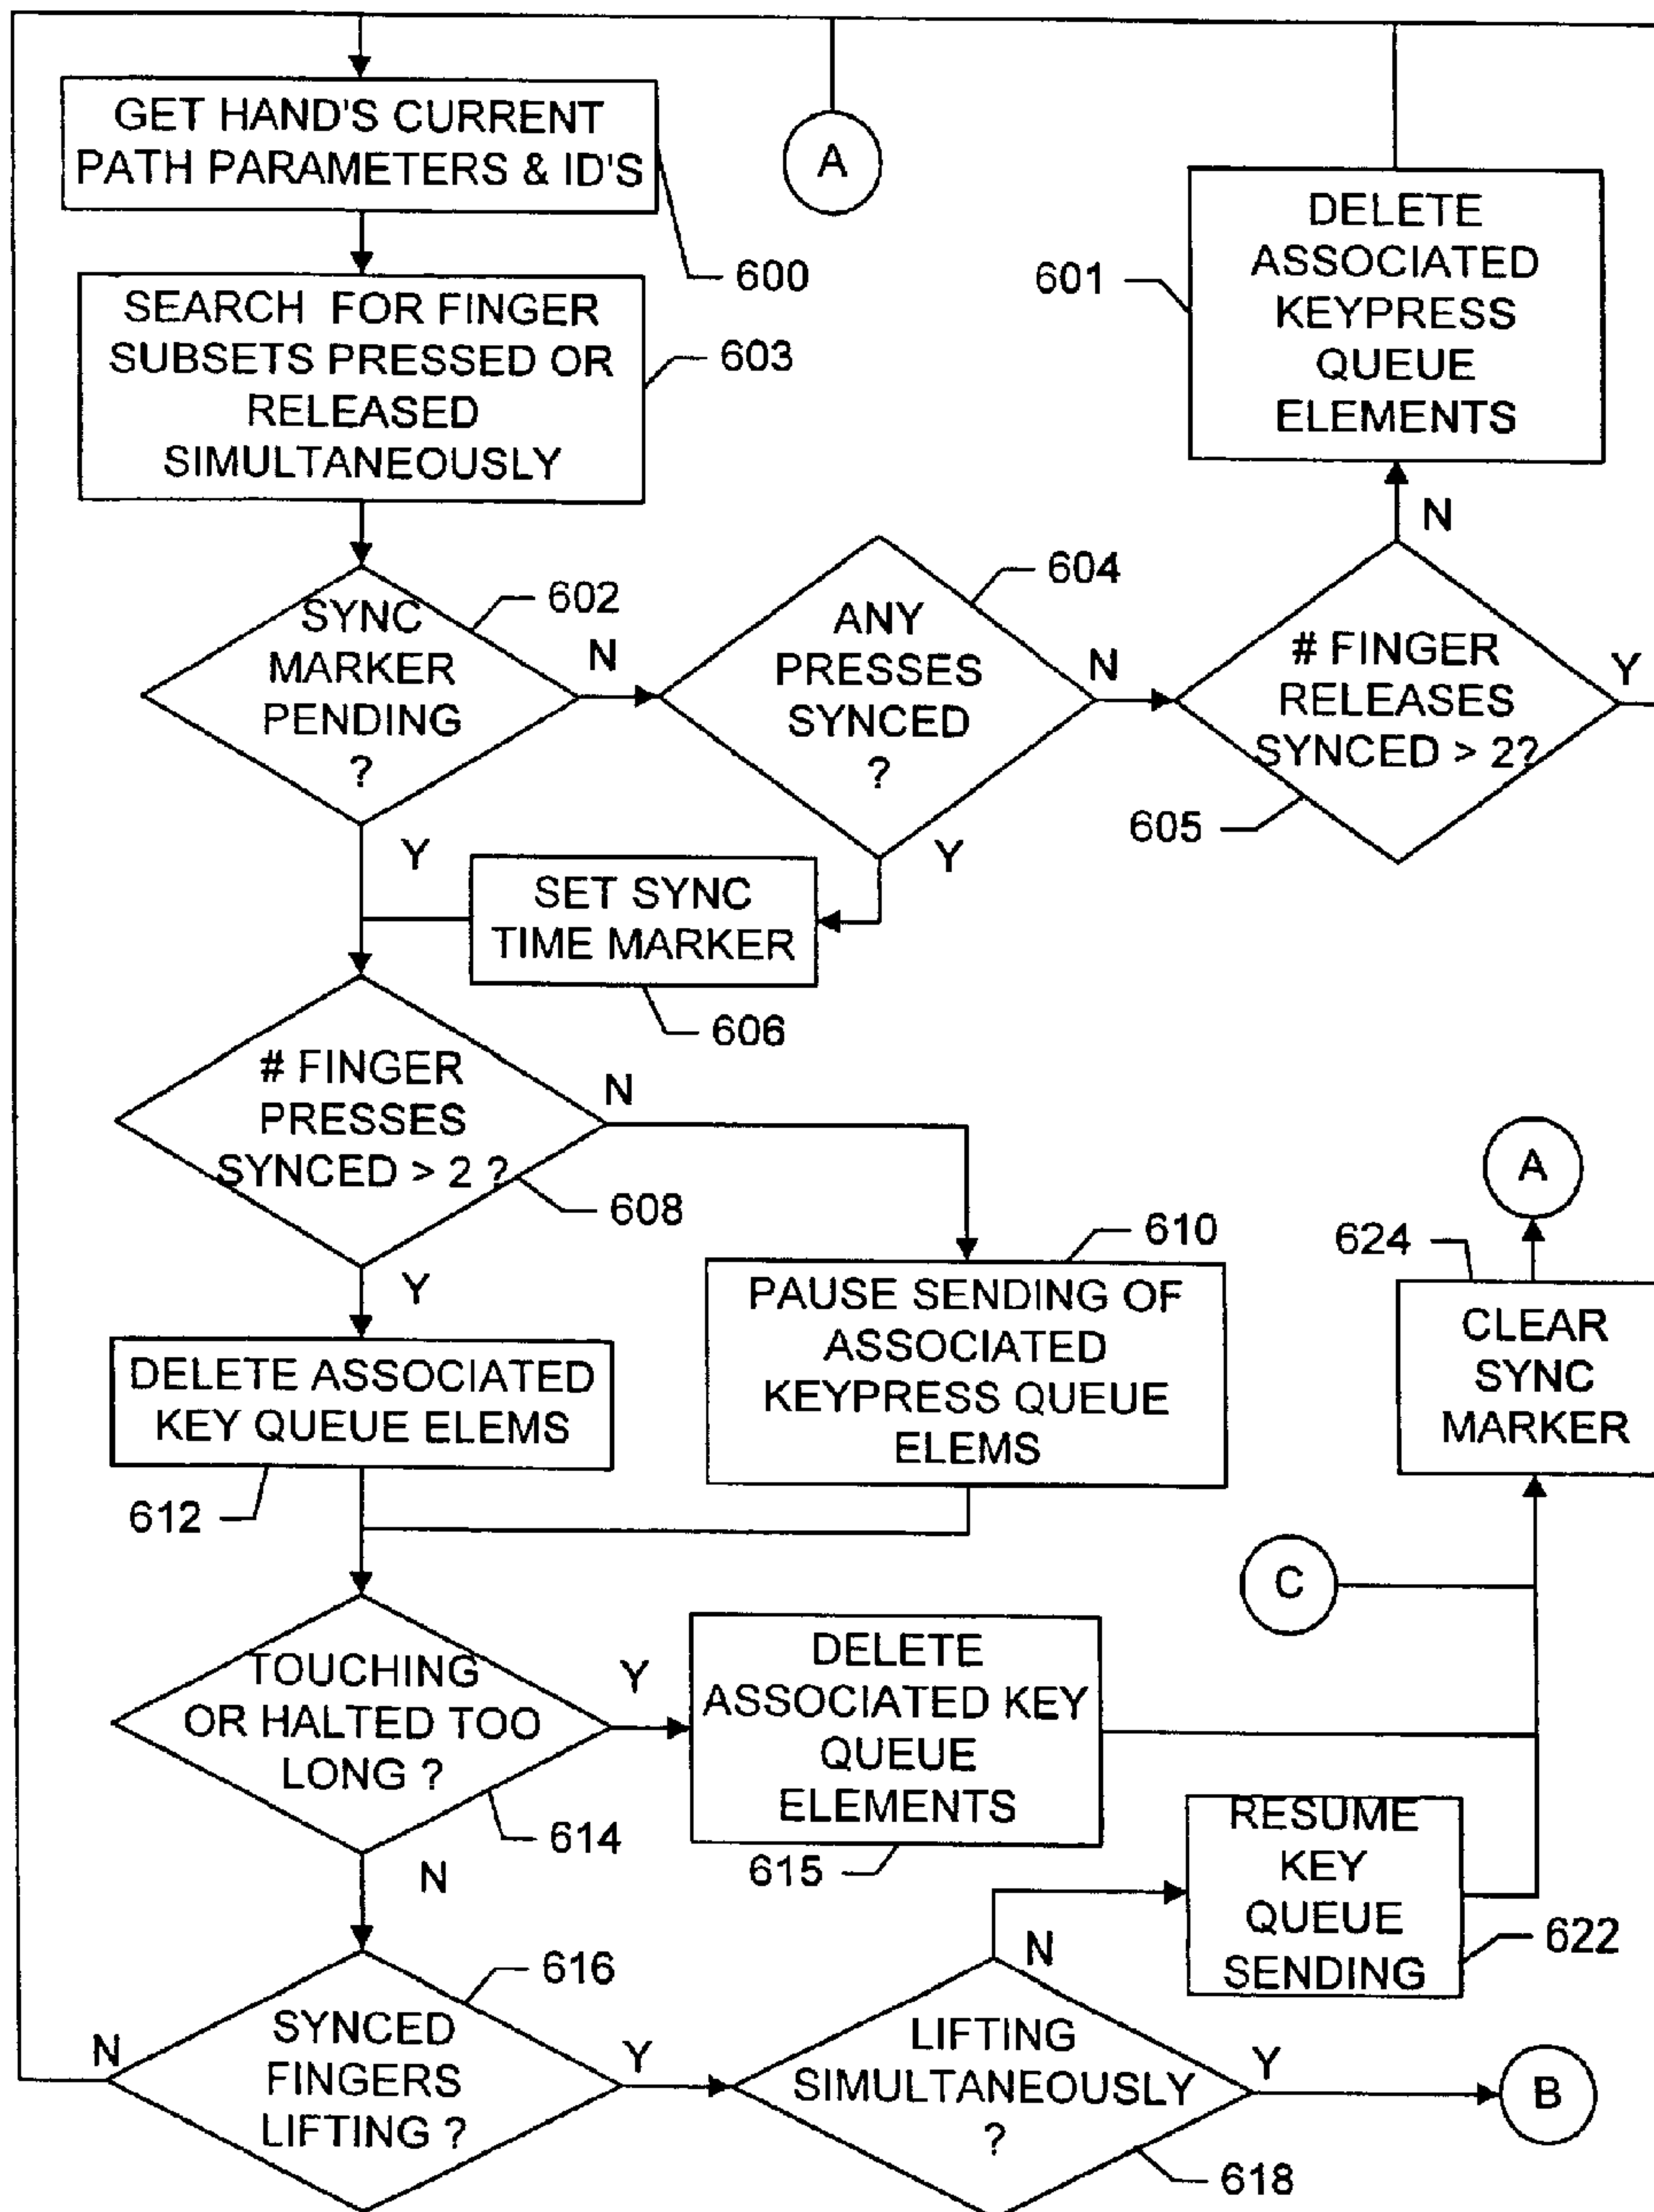 GET HAND'S CURRENT
PATH PARAMETERS & ID'S
600
A
DELETE
ASSOCIATED
KEYPRESS
QUEUE
ELEMENTS
601
SEARCH FOR FINGER
SUBSETS PRESSED OR
RELEASED
SIMULTANEOUSLY
603
N
SYNC
MARKER
PENDING
?
602
N
Y
ANY
PRESSES
SYNCED
?
604
N
Y
# FINGER
RELEASES
SYNCED > 2?
605
Y
SET SYNC
TIME MARKER
606
# FINGER
PRESSES
SYNCED > 2 ?
608
N
Y
A
624
CLEAR
SYNC
MARKER
610
PAUSE SENDING OF
ASSOCIATED
KEYPRESS QUEUE
ELEMS
DELETE ASSOCIATED
KEY QUEUE ELEMS
612
C
TOUCHING
OR HALTED TOO
LONG ?
614
Y
N
DELETE
ASSOCIATED KEY
QUEUE
ELEMENTS
615
RESUME
KEY
QUEUE
SENDING
622
N
SYNCED
FINGERS
LIFTING ?
616
Y
N
LIFTING
SIMULTANEOUSLY
?
618
Y
B